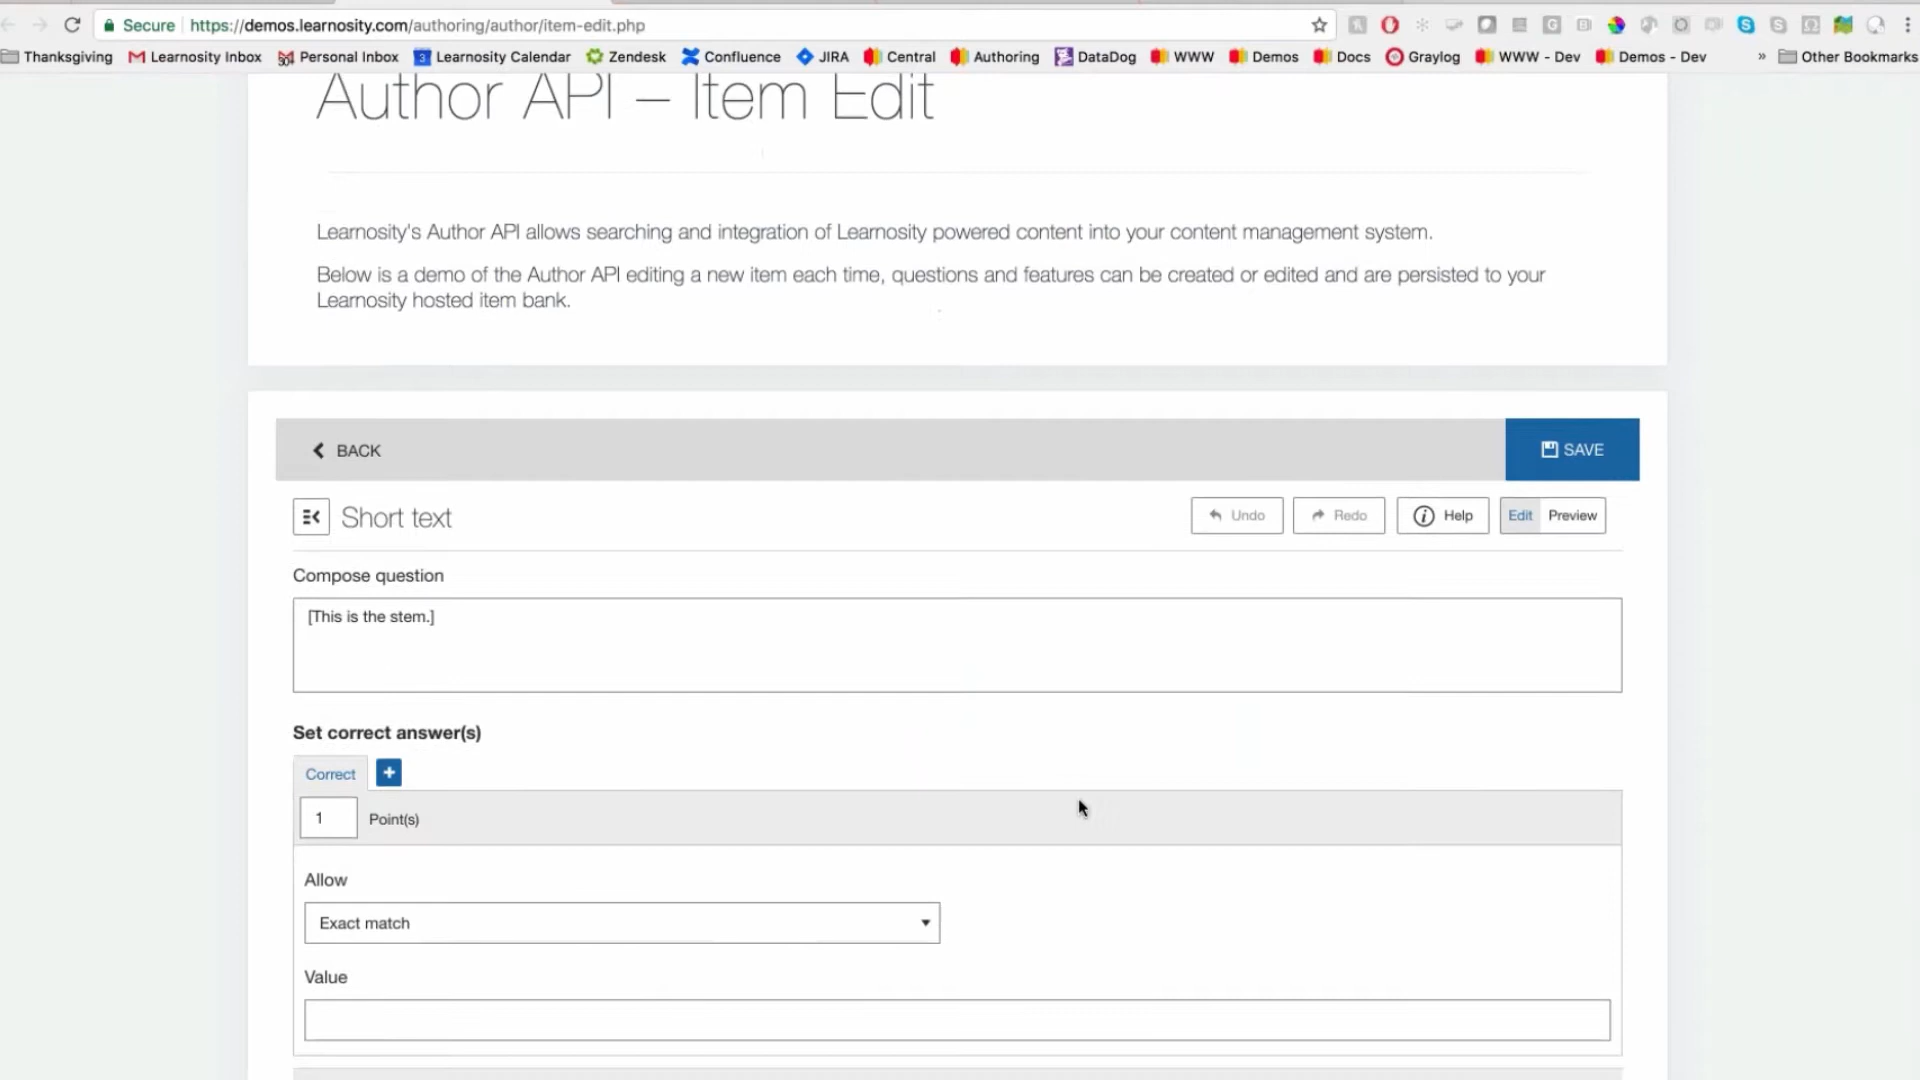 Secure https://demos.learnosity.com/authoring/author/item-edit.php
Thanksgiving Learnosity Inbox Personal Inbox 3 Learnosity Calendar Zendesk Confluence JIRA Central Authoring DataDog WWW Demos Docs Graylog WWW - Dev Demos - Dev » Other Bookmarks
Author API – Item Edit
Learnosity's Author API allows searching and integration of Learnosity powered content into your content management system.
Below is a demo of the Author API editing a new item each time, questions and features can be created or edited and are persisted to your
Learnosity hosted item bank.
BACK SAVE
Short text Undo Redo Help Edit Preview
Compose question
[This is the stem.]
Set correct answer(s)
Correct +
1 Point(s)
Allow
Exact match
Value